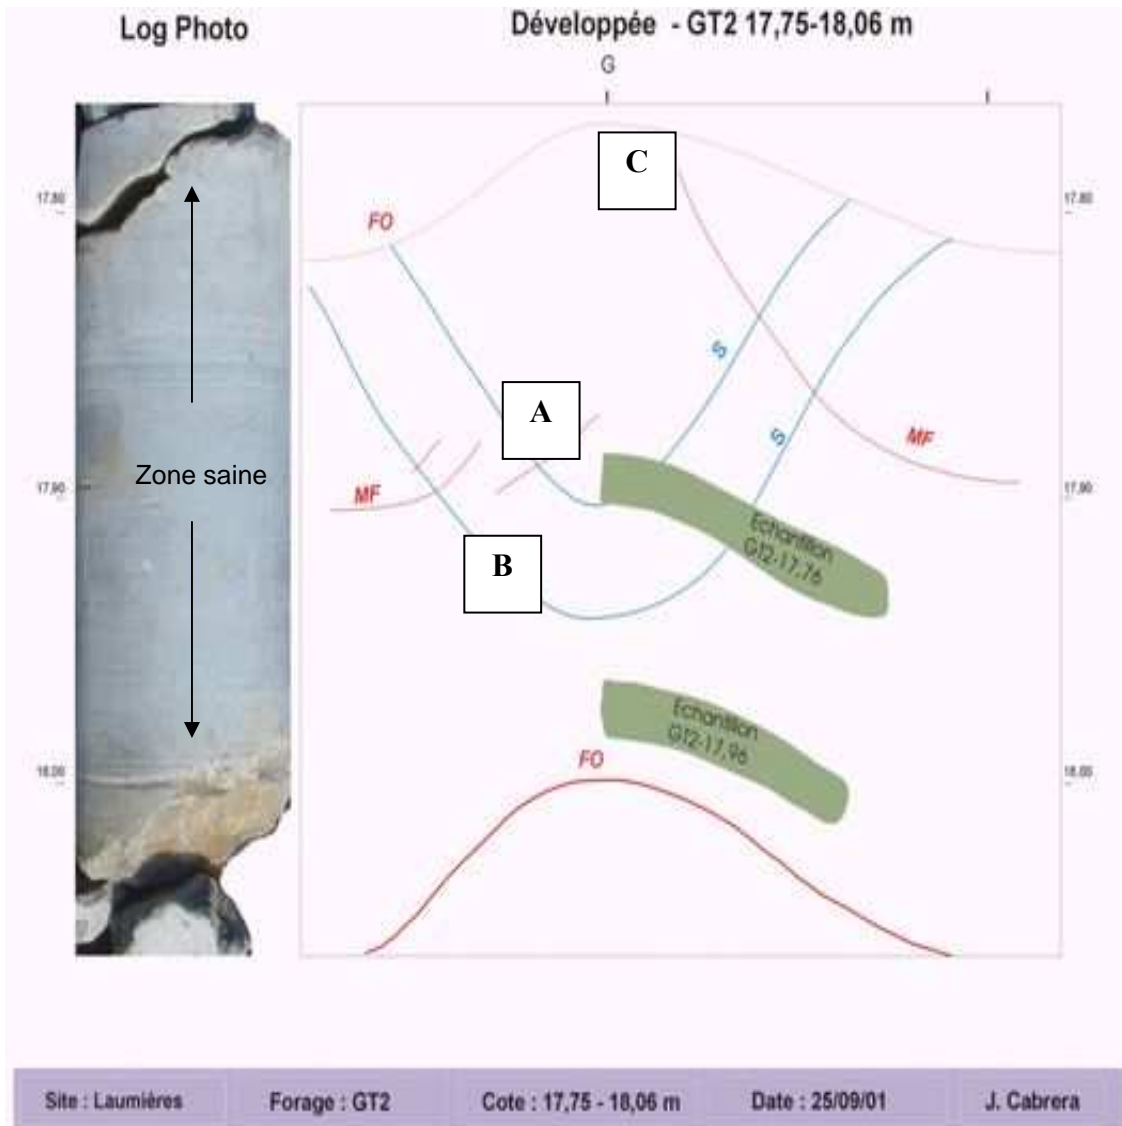 Log Photo
Développée - GT2 17,75-18,06 m
G
17.80
17.80
C
FO
S
A
S
MF
Zone saine
17.90
17.90
MF
B
Echantillon
GT2-17,76
Echantillon
GT2-17,96
FO
18.00
18.00
Site : Laumières
Forage : GT2
Cote : 17,75 - 18,06 m
Date : 25/09/01
J. Cabrera